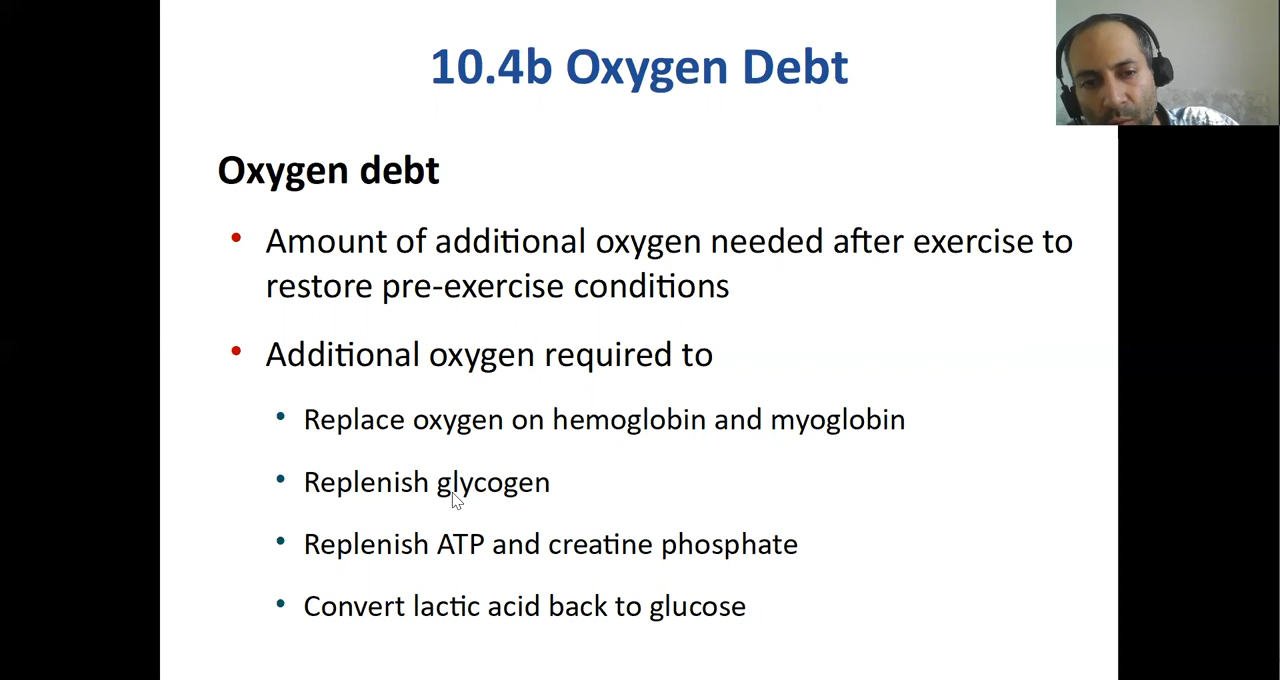 10.4b Oxygen Debt
Oxygen debt
Amount of additional oxygen needed after exercise to
restore pre-exercise conditions
Additional oxygen required to
Replace oxygen on hemoglobin and myoglobin
Replenish glycogen
Replenish ATP and creatine phosphate
Convert lactic acid back to glucose